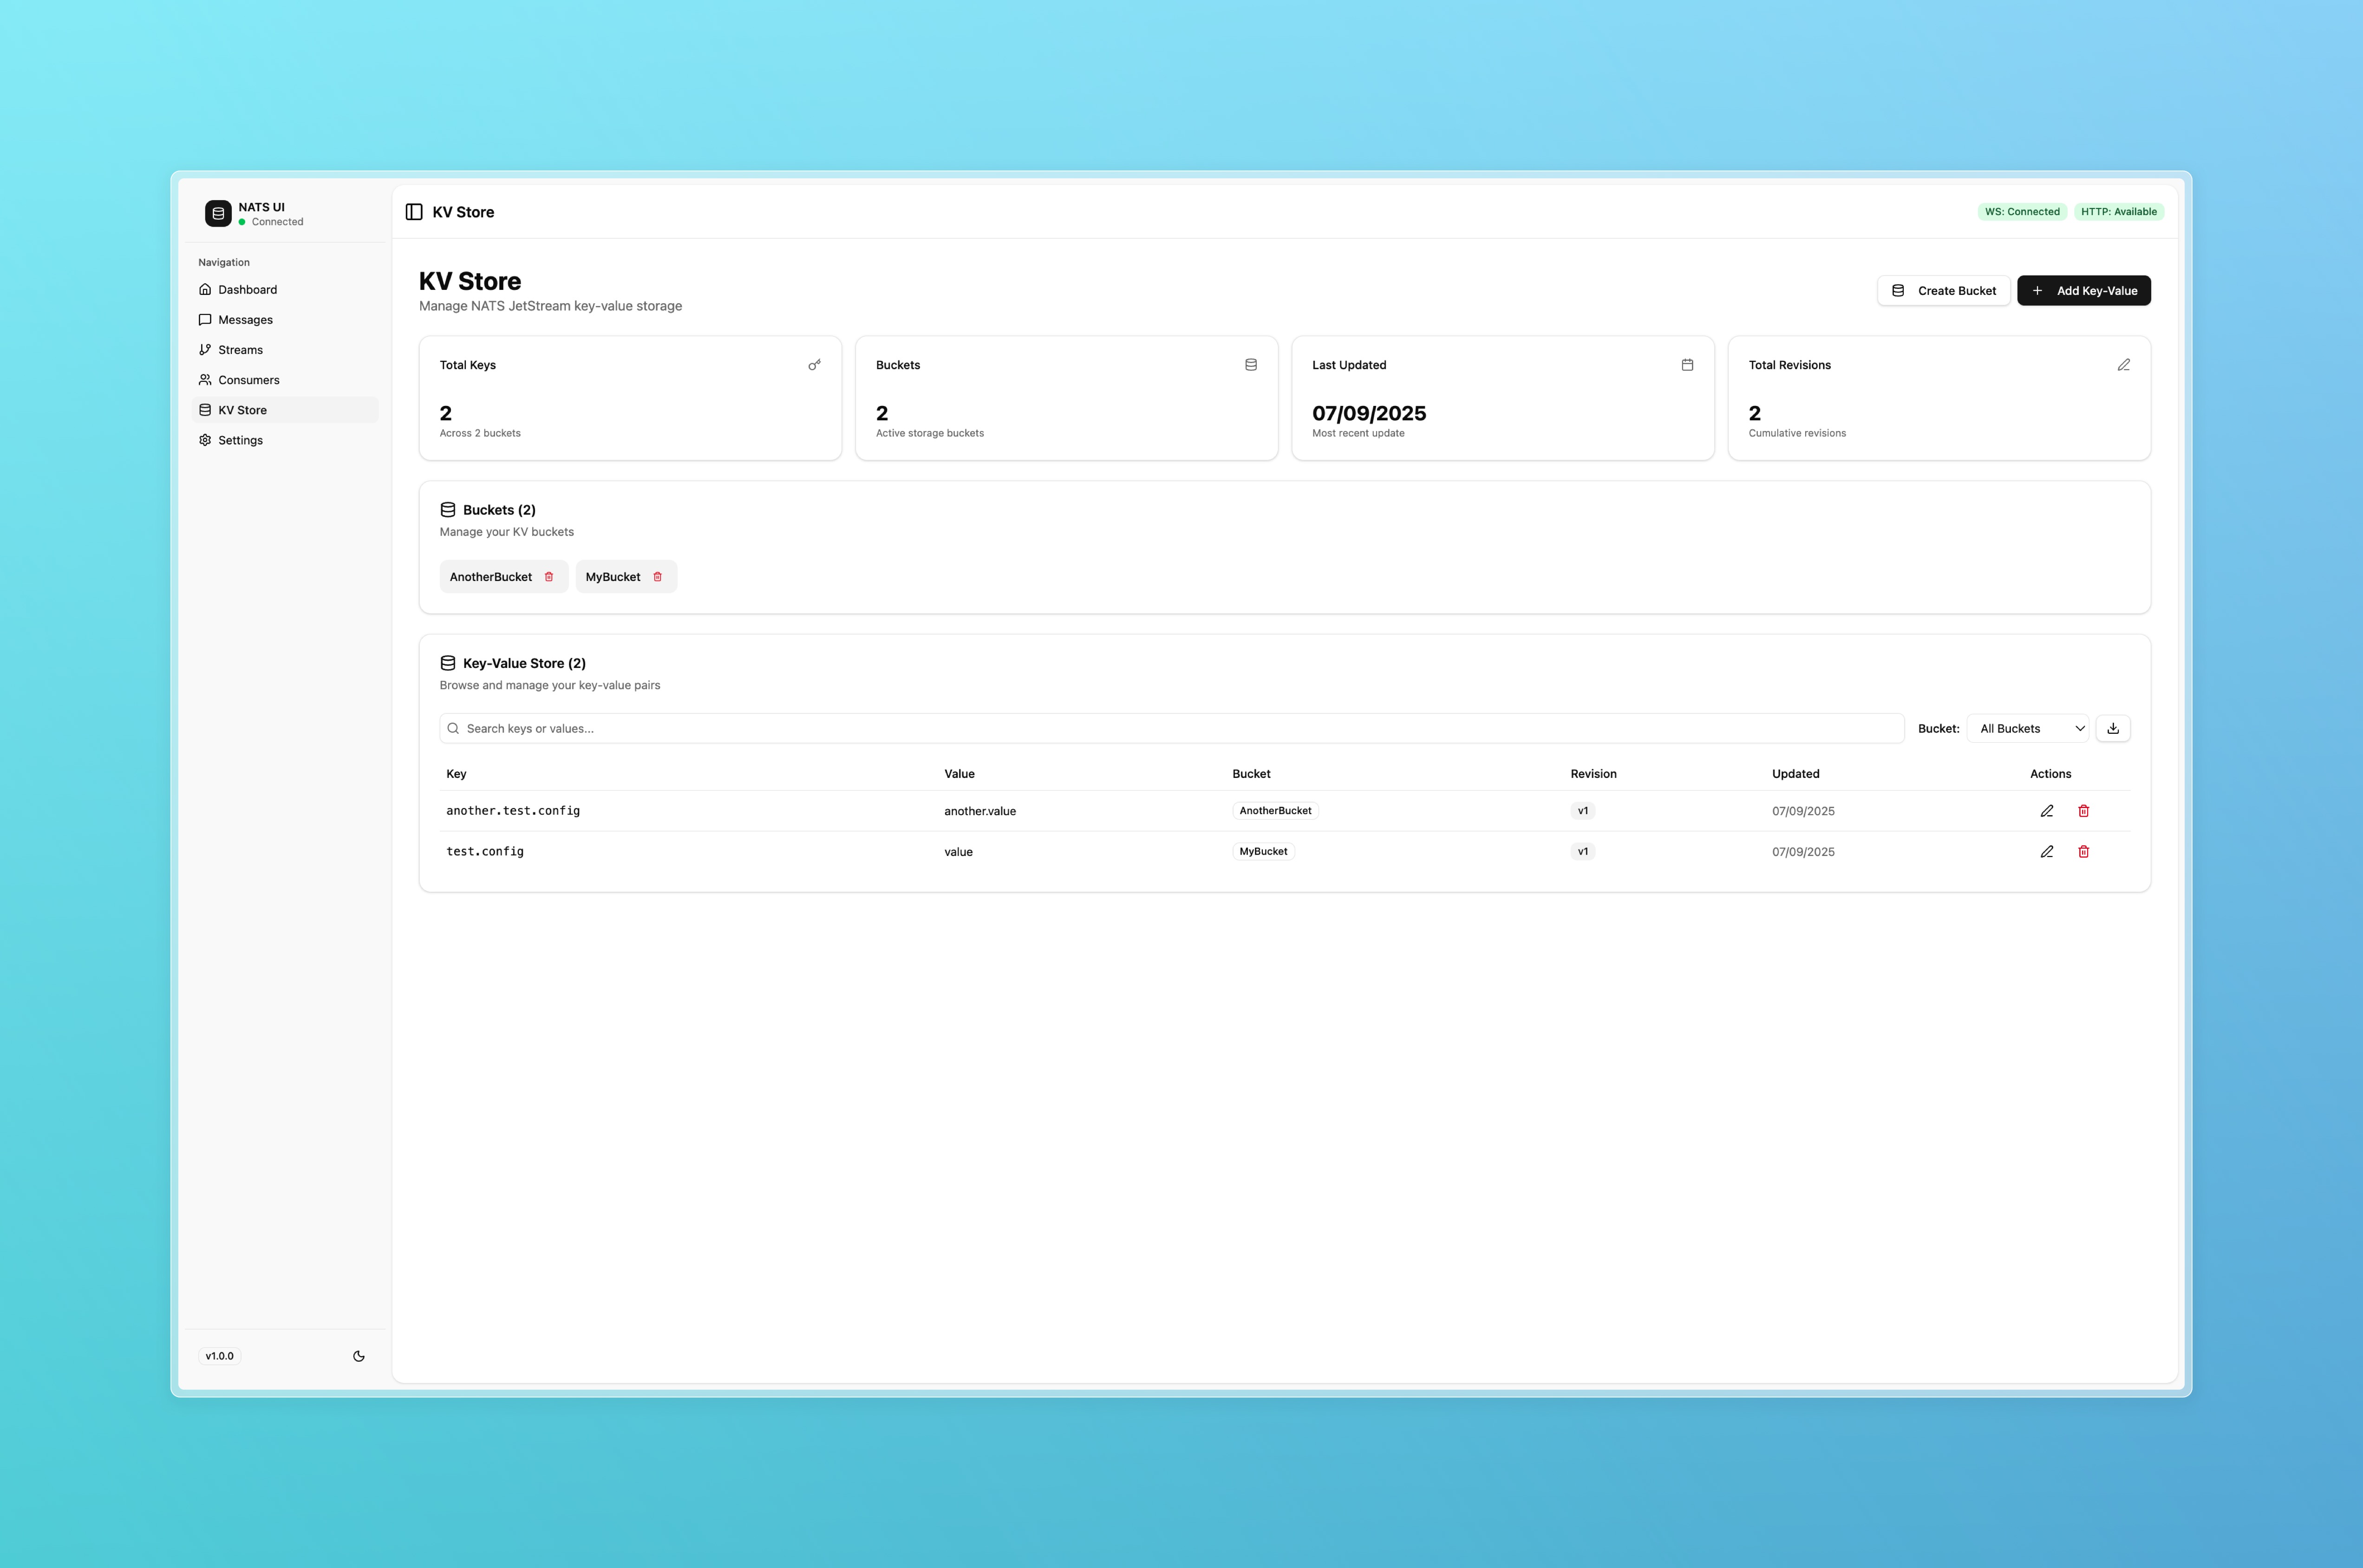 NATS UI
Connected
Navigation
Dashboard
Messages
Streams
Consumers
KV Store
Settings
v1.0.0
KV Store
WS: Connected
HTTP: Available
KV Store
Manage NATS JetStream key-value storage
Create Bucket
Add Key-Value
Total Keys
2
Across 2 buckets
Buckets
2
Active storage buckets
Last Updated
07/09/2025
Most recent update
Total Revisions
2
Cumulative revisions
Buckets (2)
Manage your KV buckets
AnotherBucket
MyBucket
Key-Value Store (2)
Browse and manage your key-value pairs
Search keys or values...
Bucket:
All Buckets
Key Value Bucket Revision Updated Actions
another.test.config another.value AnotherBucket v1 07/09/2025
test.config value MyBucket v1 07/09/2025